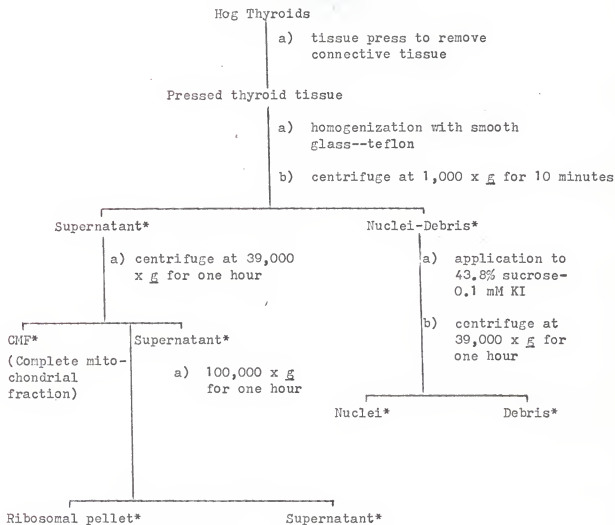 Hog Thyroids
a) tissue press to remove
connective tissue
Pressed thyroid tissue
a) homogenization with smooth
glass--teflon
b) centrifuge at 1,000 x g for 10 minutes
Supernatant*
Nuclei-Debris*
a) centrifuge at 39,000
x g for one hour
a) application to
43.8% sucrose-
0.1 mM KI
b) centrifuge at
39,000 x g for
one hour
CMF*
(Complete mito-
chondrial
fraction)
Supernatant*
a) 100,000 x g
for one hour
Nuclei*
Debris*
Ribosomal pellet*
Supernatant*